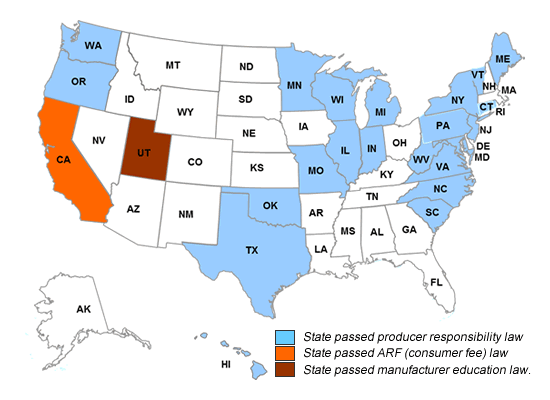 WA
MT
ND
MN
VT
ME
OR
ID
SD
WI
MI
NY
NH
MA
WY
CT
RI
IA
PA
NE
NV
OH
NJ
CA
UT
CO
IL
IN
DE
MD
KS
MO
WV
VA
KY
NC
TN
AZ
NM
OK
AR
SC
MS
AL
GA
TX
LA
FL
AK
HI
State passed producer responsibility law
State passed ARF (consumer fee) law
State passed manufacturer education law.